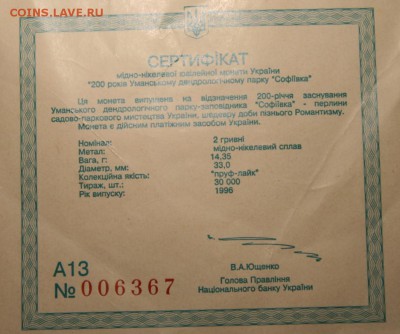 COINS.LAVE.RU
СЕРТИФІКАТ
мідно-нікелевої ювілейної монети України
"200 років Уманському дендрологічному парку "Софіївка"
Ця монета випущена на відзначення 200-річчя заснування
Уманського дендрологічного парку-заповідника "Софіївка" - перлини
садово-паркового мистецтва України, шедевру доби пізнього Романтизму.
Монета є дійсним платіжним засобом України.
Номінал: 2 гривні
Метал: мідно-нікелевий сплав
Вага, г: 14,35
Діаметр, мм: 33,0
Колекційна якість: "пруф-лайк"
Тираж, шт.: 30 000
Рік випуску: 1996
В.А.Ющенко
Голова Правління
Національного банку України
А13
№ 006367